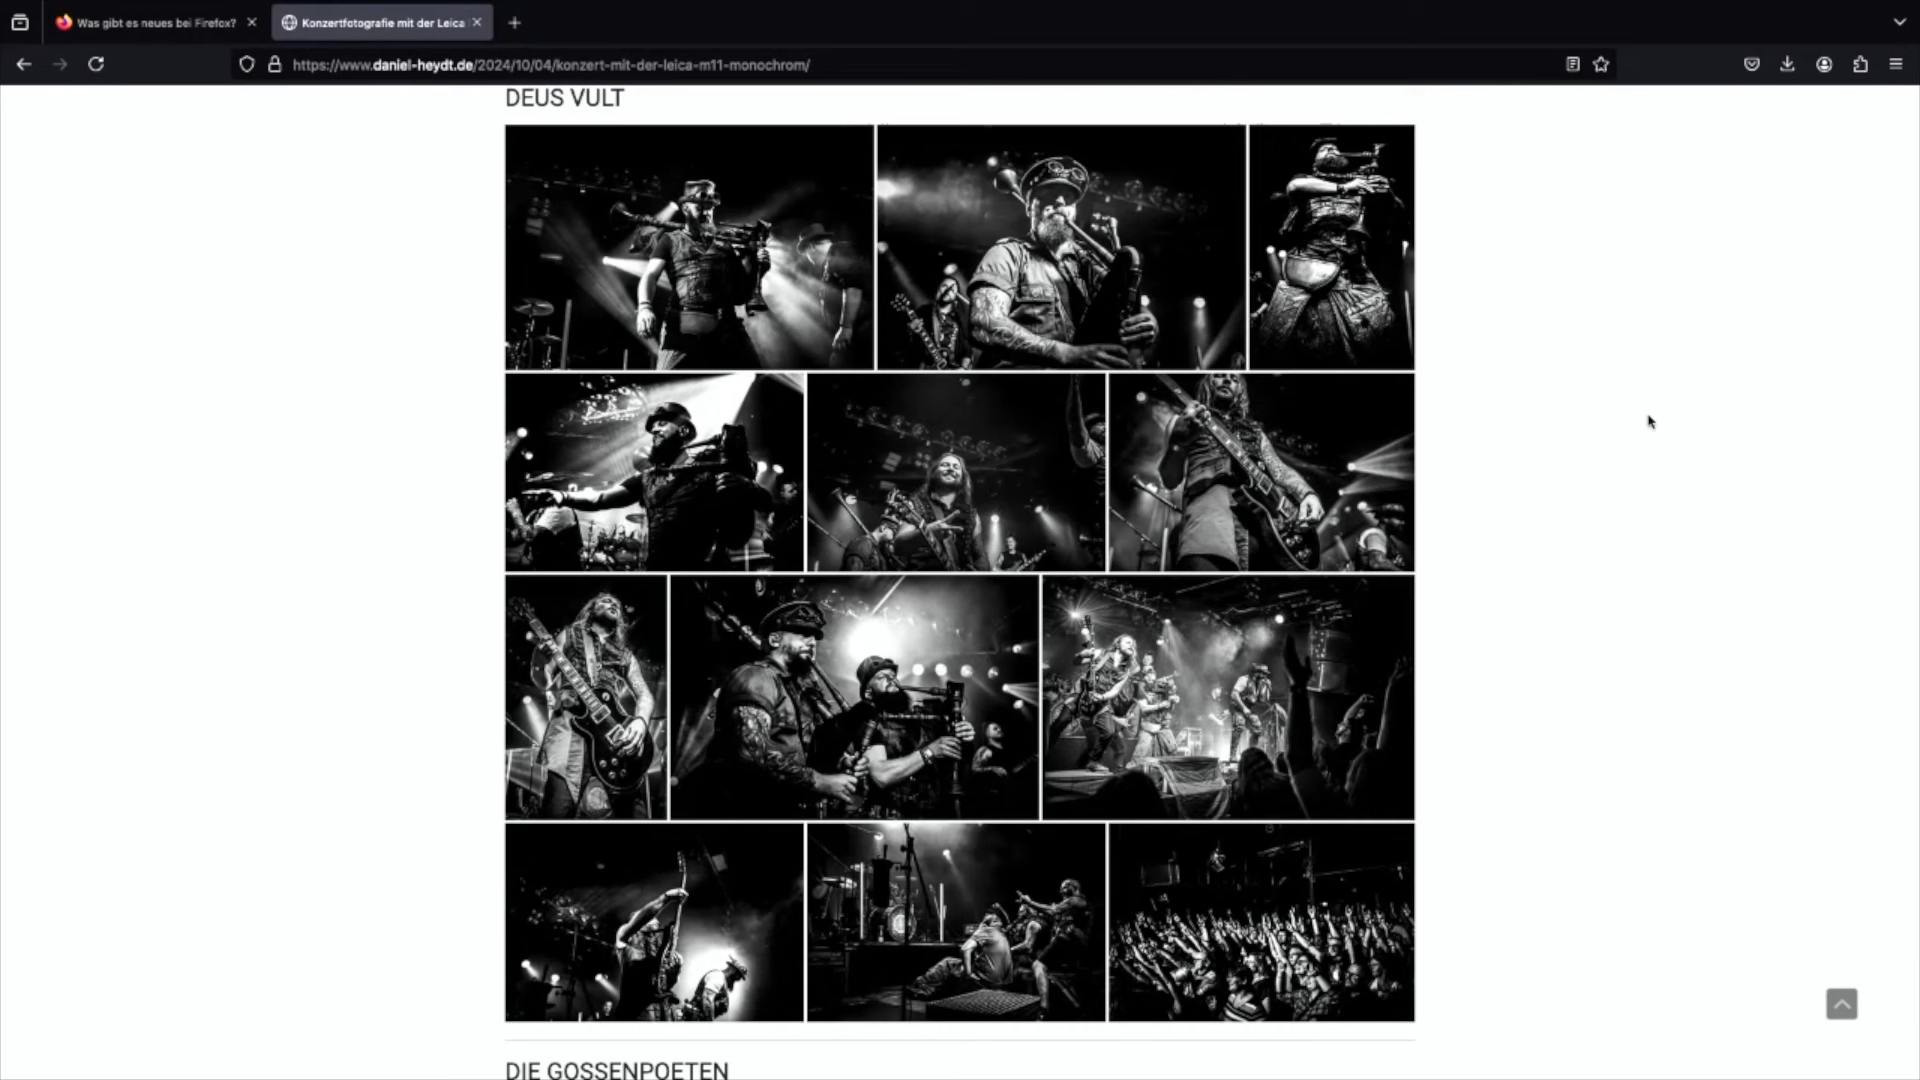 Was gibt es neues bei Firefox?
Konzertfotografie mit der Leica
https://www.daniel-heydt.de/2024/10/04/konzert-mit-der-leica-m11-monochrom/
DEUS VULT
DIE GOSSENPOETEN